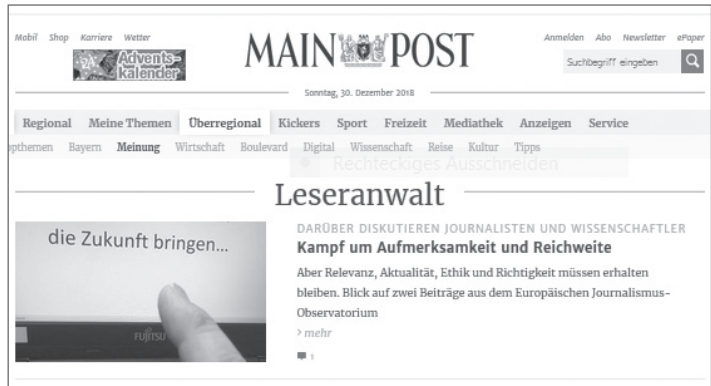 Mobil Shop Karriere Wetter
Anmelden Abo Newsletter ePaper
24
Advents-
kalender
MAIN POST
Suchbegriff eingeben
Sonntag, 30. Dezember 2018
Regional Meine Themen Überregional Kickers Sport Freizeit Mediathek Anzeigen Service
opthemen Bayern Meinung Wirtschaft Boulevard Digital Wissenschaft Reise Kultur Tipps
Rechteckiges Ausschneiden
Leseranwalt
die Zukunft bringen...
FUJITSU
DARÜBER DISKUTIEREN JOURNALISTEN UND WISSENSCHAFTLER
Kampf um Aufmerksamkeit und Reichweite
Aber Relevanz, Aktualität, Ethik und Richtigkeit müssen erhalten
bleiben. Blick auf zwei Beiträge aus dem Europäischen Journalismus-
Observatorium
> mehr
1